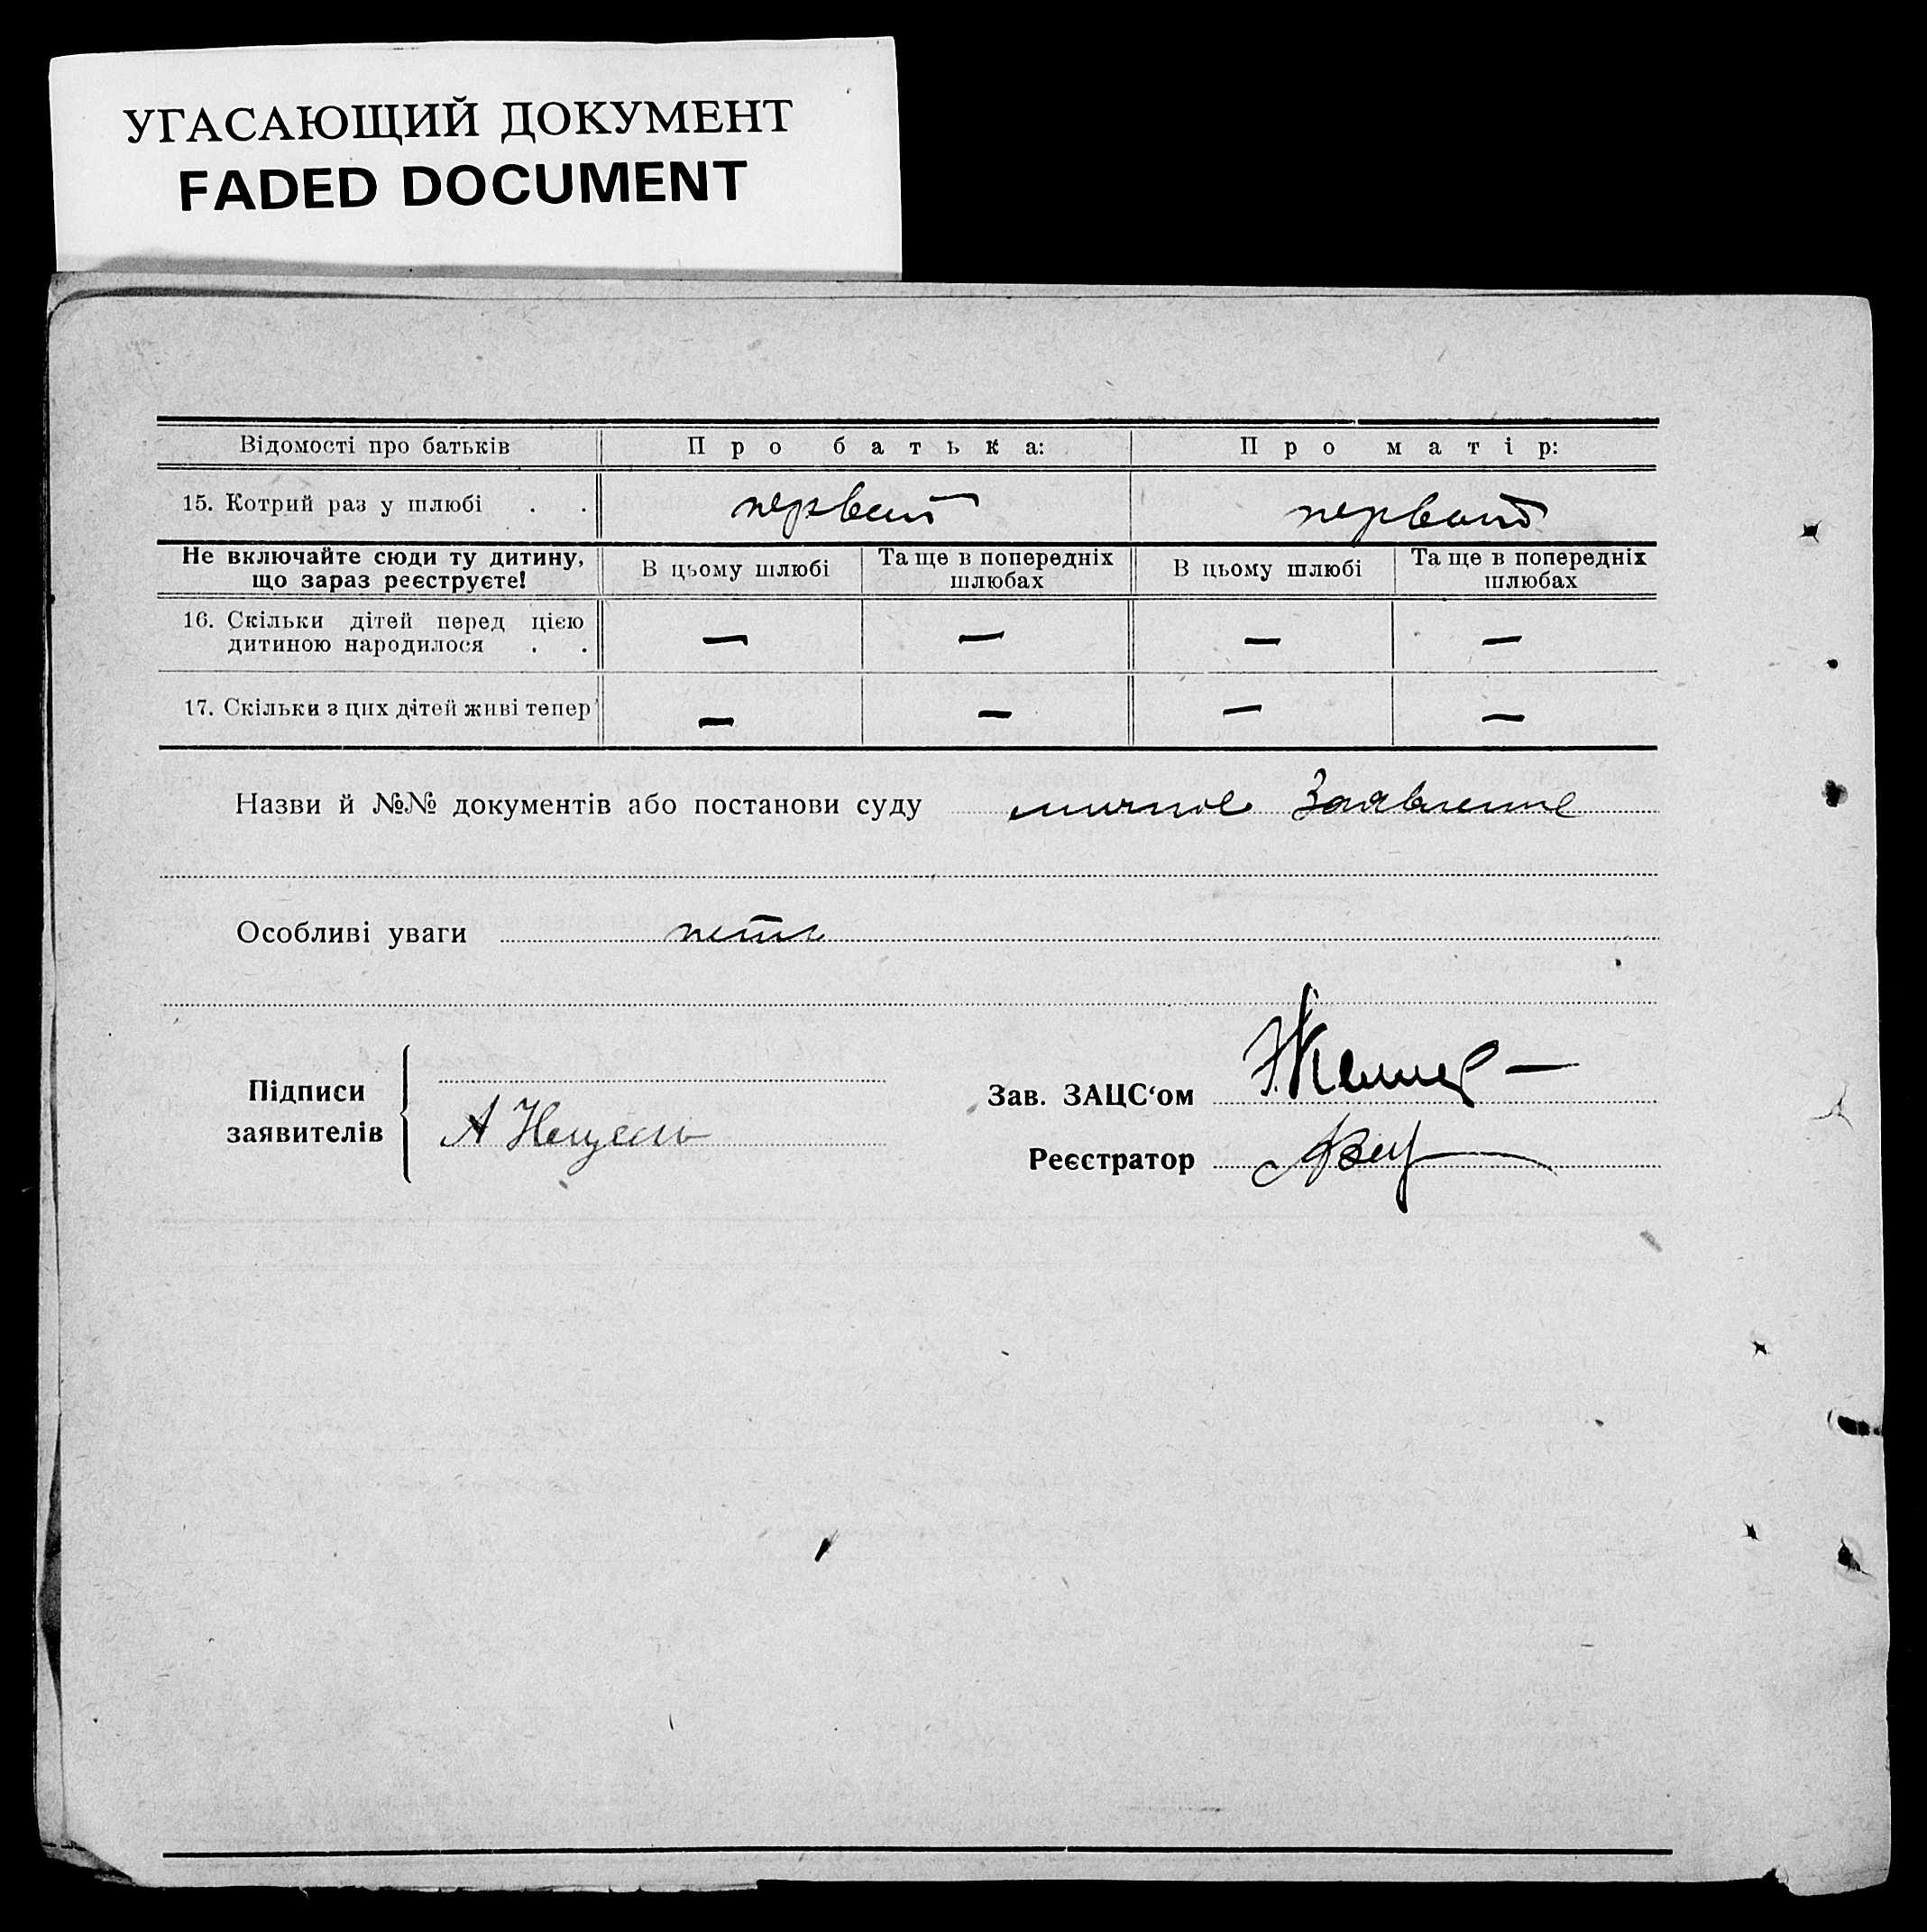 УГАСАЮЩИЙ ДОКУМЕНТ
FADED DOCUMENT
Відомості про батьків Про батька: Про матір:
15. Котрий раз у шлюбі . . первый первый
Не включайте сюди ту дитину, що зараз реєструєте! В цьому шлюбі Та ще в попередніх шлюбах В цьому шлюбі Та ще в попередніх шлюбах
16. Скільки дітей перед цією дитиною народилося . . — — — —
17. Скільки з цих дітей живі тепер — — — —
Назви й №№ документів або постанови суду личное Заявление
Особливі уваги
Підписи заявителів
Зав. ЗАЦС‘ом
Реєстратор